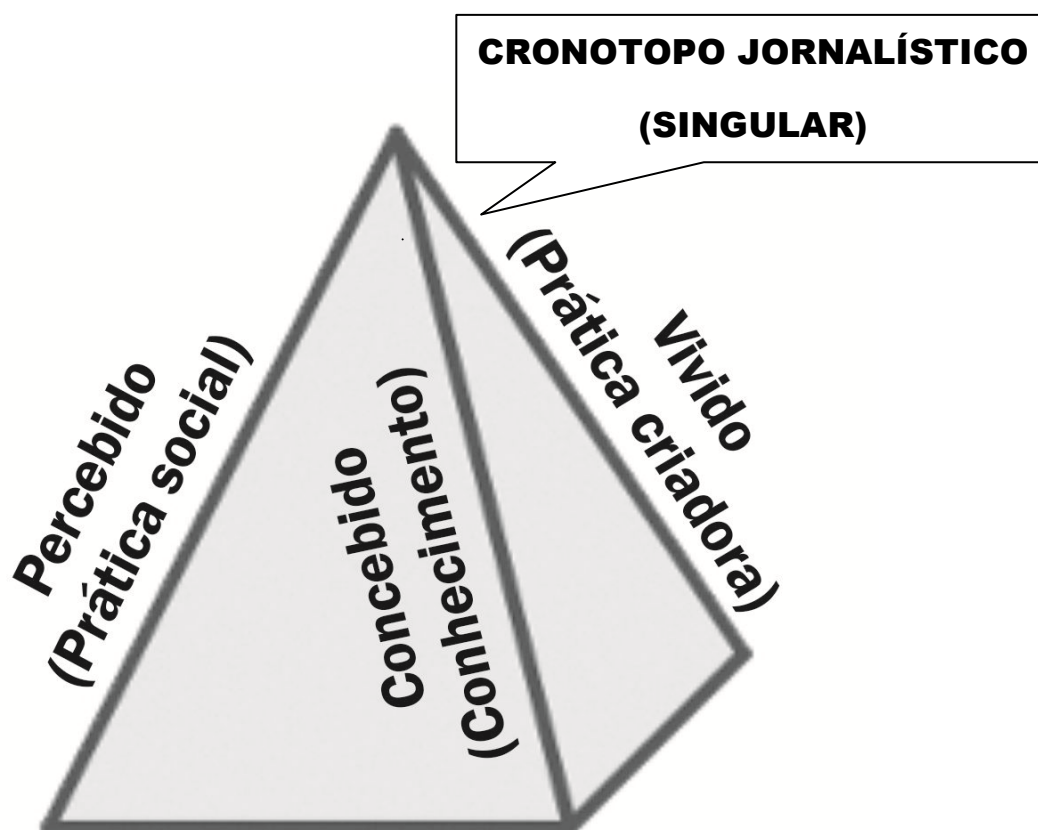 CRONOTOPO JORNALÍSTICO
(SINGULAR)
Percebido
(Prática social)
Concebido
(Conhecimento)
Vivido
(Prática criadora)